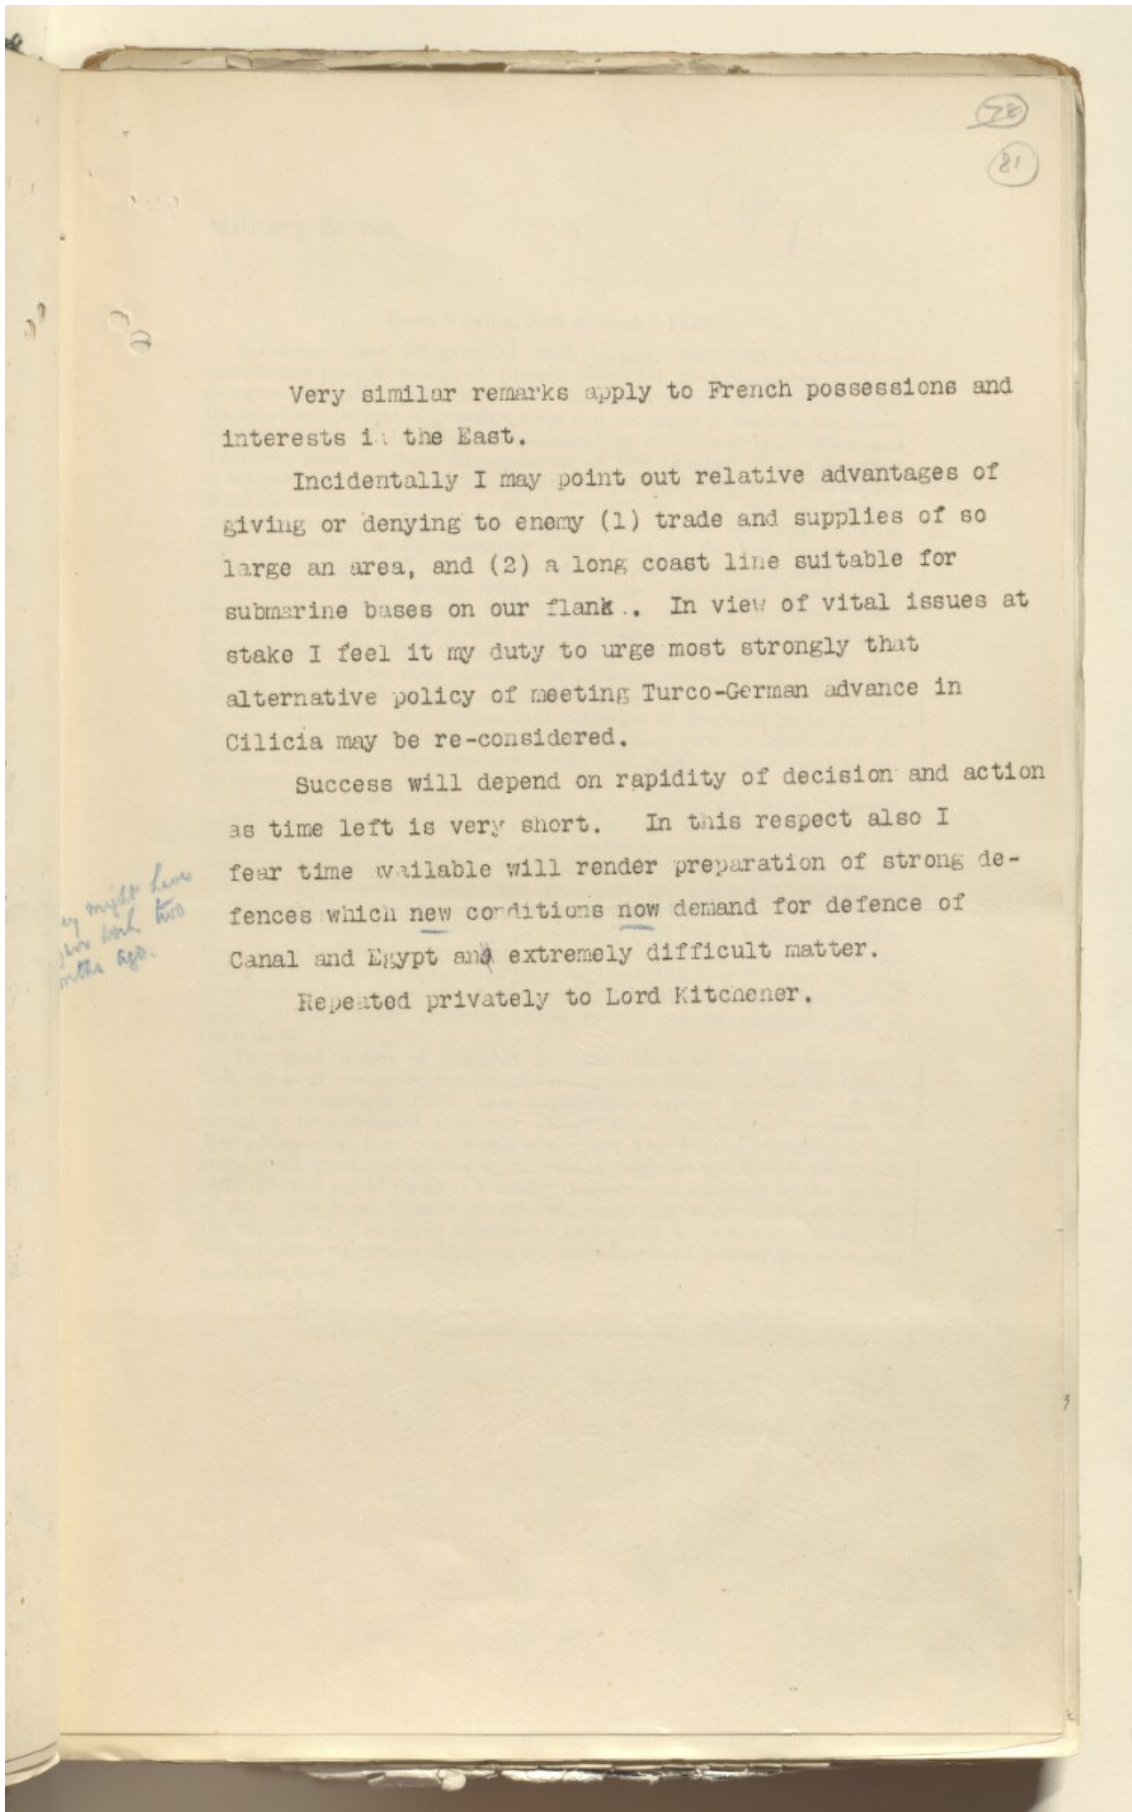 78
81
Very similar remarks apply to French possessions and
interests in the East.
Incidentally I may point out relative advantages of
giving or denying to enemy (1) trade and supplies of so
large an area, and (2) a long coast line suitable for
submarine bases on our flank.. In view of vital issues at
stake I feel it my duty to urge most strongly that
alternative policy of meeting Turco-German advance in
Cilicia may be re-considered.
Success will depend on rapidity of decision and action
as time left is very short. In this respect also I
fear time available will render preparation of strong de-
fences which new conditions now demand for defence of
Canal and Egypt an extremely difficult matter.
Repeated privately to Lord Kitchener.
might have
two
ago.